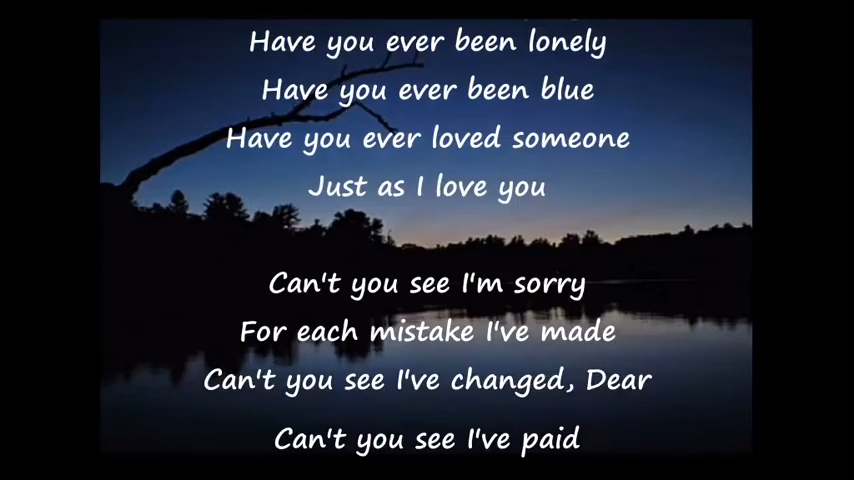 Have you ever been lonely
Have you ever been blue
Have you ever loved someone
Just as I love you
Can't you see I'm sorry
For each mistake I've made
Can't you see I've changed, Dear
Can't you see I've paid